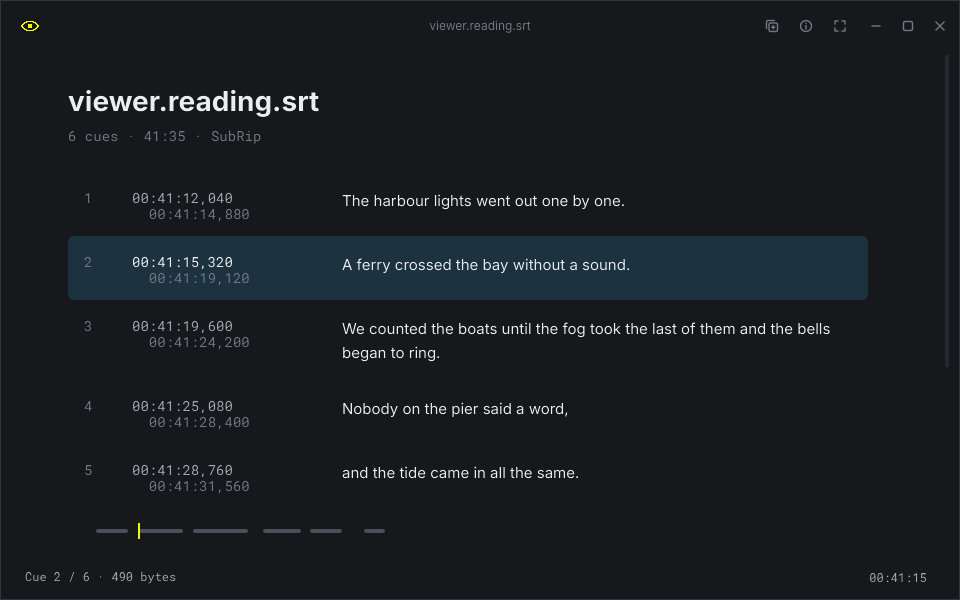 viewer.reading.srt
viewer.reading.srt
6 cues · 41:35 · SubRip
1 00:41:12,040 The harbour lights went out one by one.
00:41:14,880
2 00:41:15,320 A ferry crossed the bay without a sound.
00:41:19,120
3 00:41:19,600 We counted the boats until the fog took the last of them and the bells
00:41:24,200 began to ring.
4 00:41:25,080 Nobody on the pier said a word,
00:41:28,400
5 00:41:28,760 and the tide came in all the same.
00:41:31,560
Cue 2 / 6 · 490 bytes 00:41:15